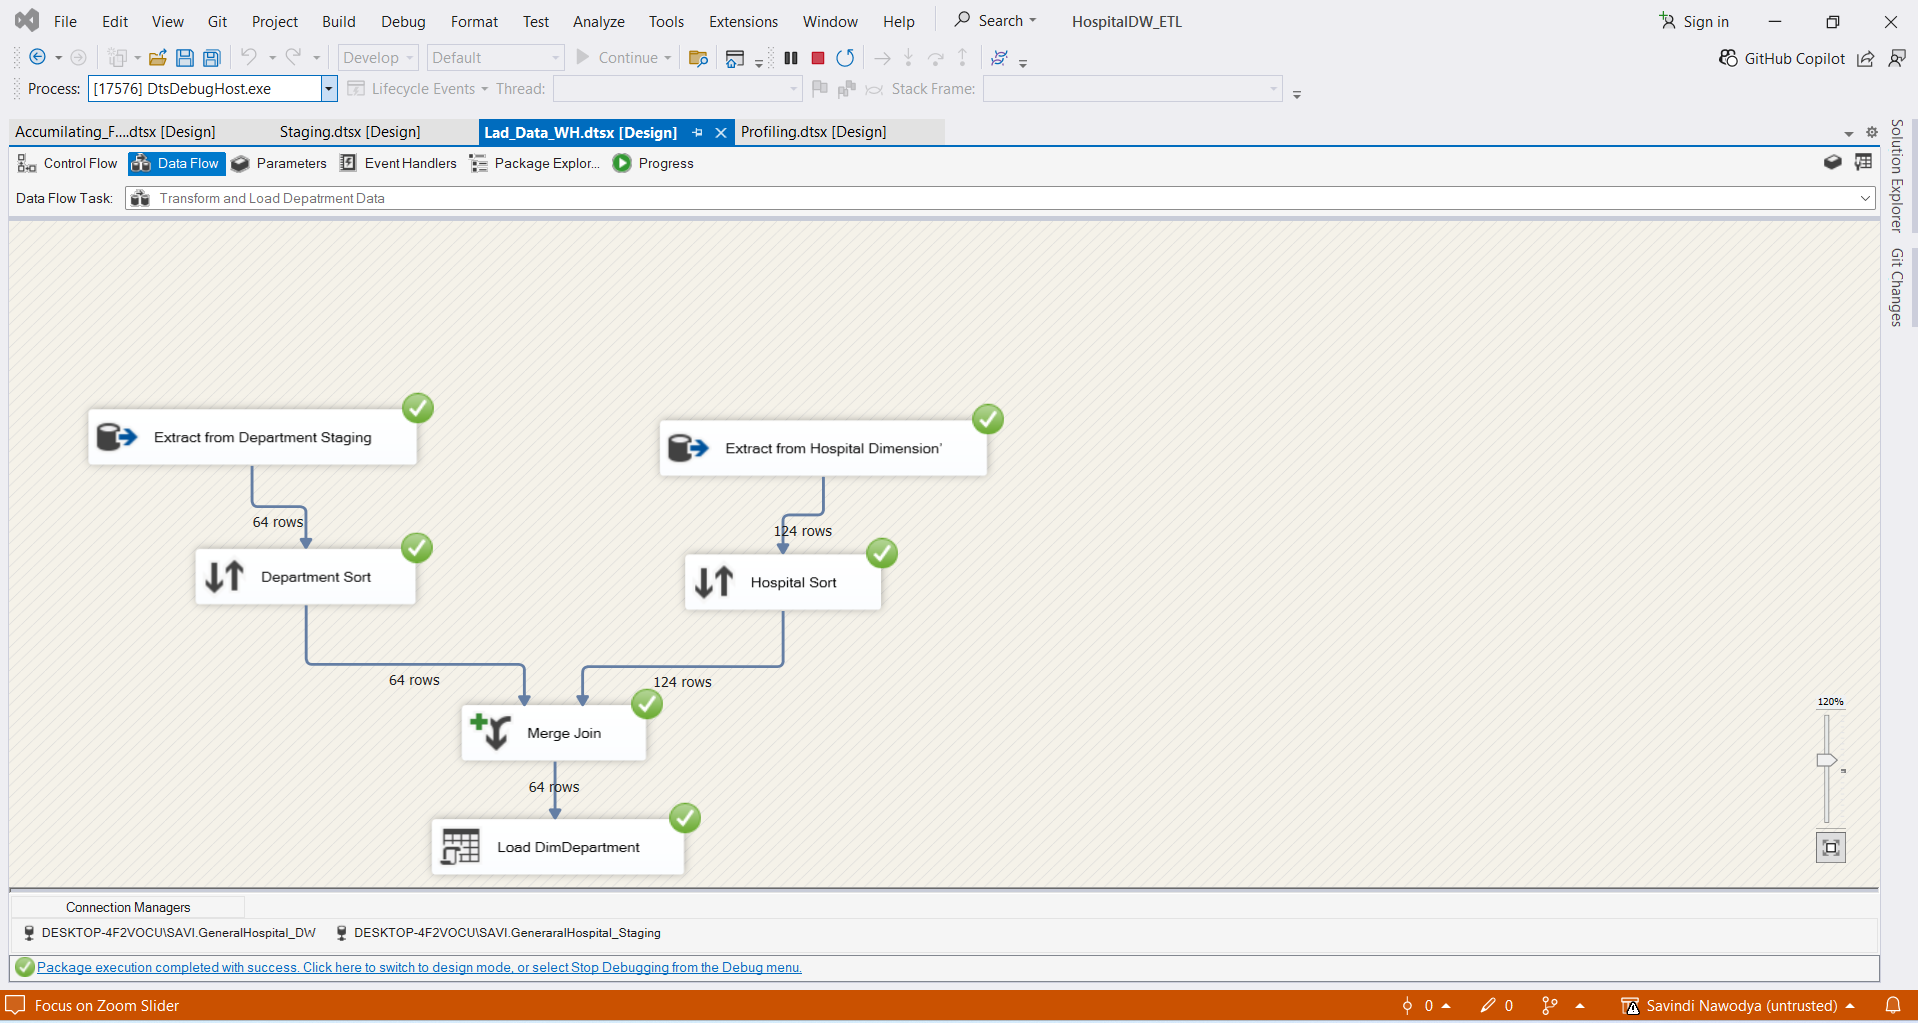 File Edit View Git Project Build Debug Format Test Analyze Tools Extensions Window Help Search HospitalDW_ETL Sign in
Develop Default Continue GitHub Copilot
Process: [17576] DtsDebugHost.exe Lifecycle Events Thread: Stack Frame:
Accumilating_F....dtsx [Design] Staging.dtsx [Design] Lad_Data_WH.dtsx [Design] Profiling.dtsx [Design]
Control Flow Data Flow Parameters Event Handlers Package Explor... Progress
Data Flow Task: Transform and Load Depatrment Data
Solution Explorer
Git Changes
Extract from Department Staging
Extract from Hospital Dimension'
64 rows
124 rows
Department Sort
Hospital Sort
64 rows
124 rows
Merge Join
64 rows
Load DimDepartment
120%
Connection Managers
DESKTOP-4F2VOCU\SAVI.GeneralHospital_DW DESKTOP-4F2VOCU\SAVI.GeneraralHospital_Staging
Package execution completed with success. Click here to switch to design mode, or select Stop Debugging from the Debug menu.
Focus on Zoom Slider 0 0 Savindi Nawodya (untrusted)